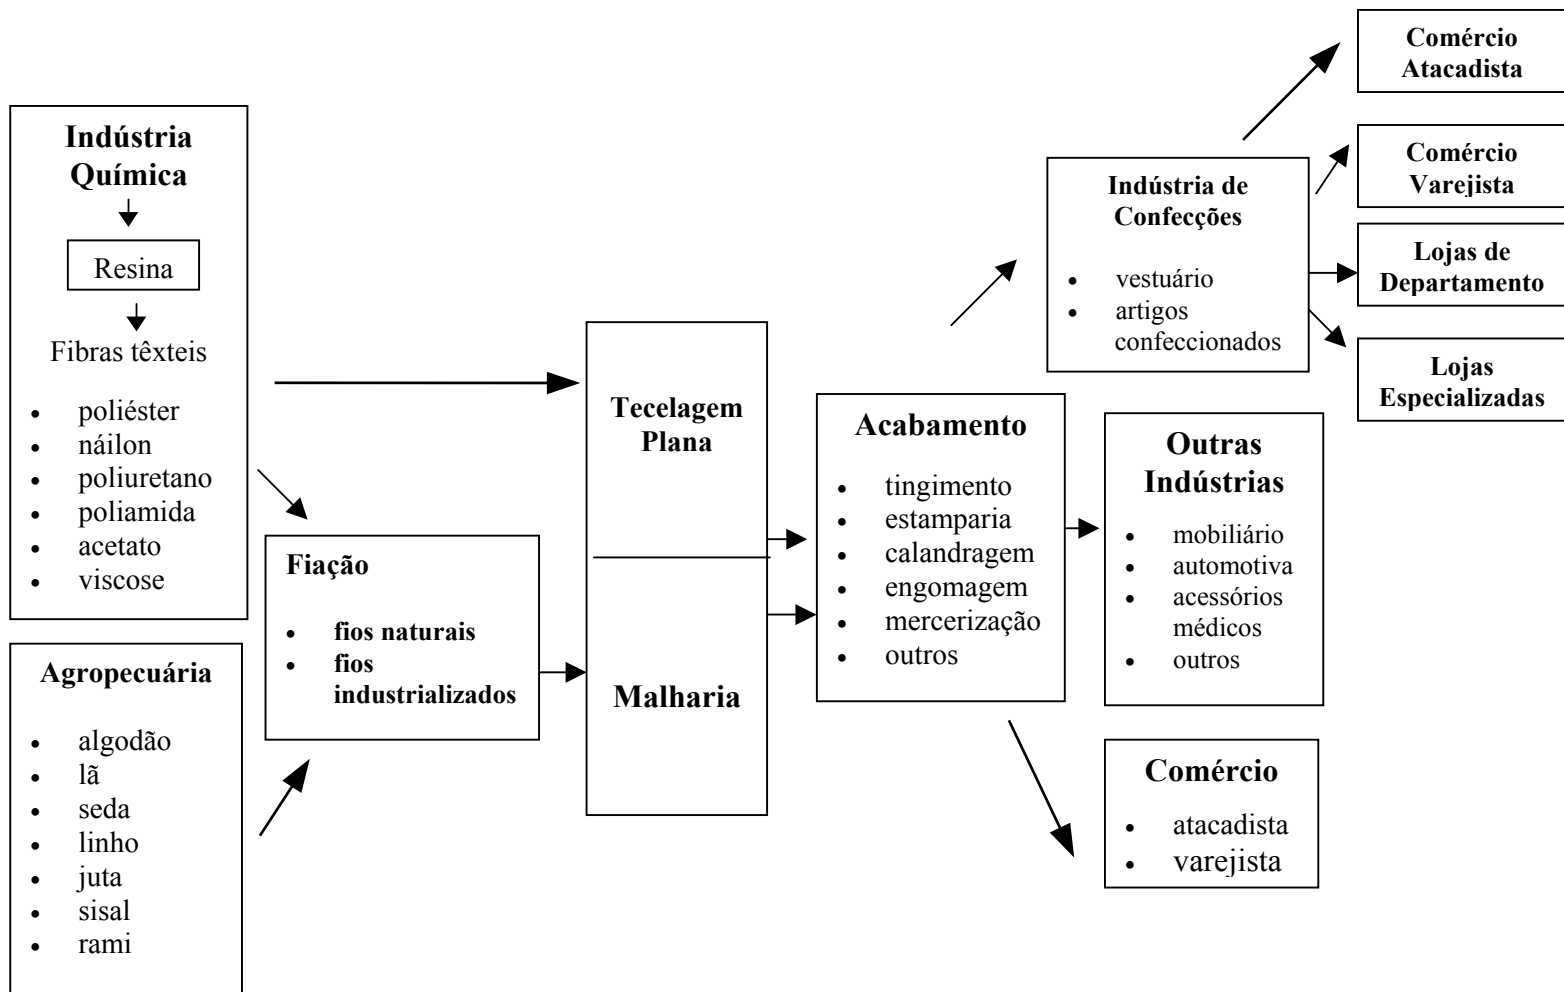 Indústria
Química
Resina
Fibras têxteis
• poliéster
• náilon
• poliuretano
• poliamida
• acetato
• viscose
Agropecuária
• algodão
• lã
• seda
• linho
• juta
• sisal
• rami
Fiação
• fios naturais
• fios
industrializados
Tecelagem
Plana
Malharia
Acabamento
• tingimento
• estamparia
• calandragem
• engomagem
• mercerização
• outros
Indústria de
Confecções
• vestuário
• artigos
confeccionados
Outras
Indústrias
• mobiliário
• automotiva
• acessórios
médicos
• outros
Comércio
• atacadista
• varejista
Comércio
Atacadista
Comércio
Varejista
Lojas de
Departamento
Lojas
Especializadas